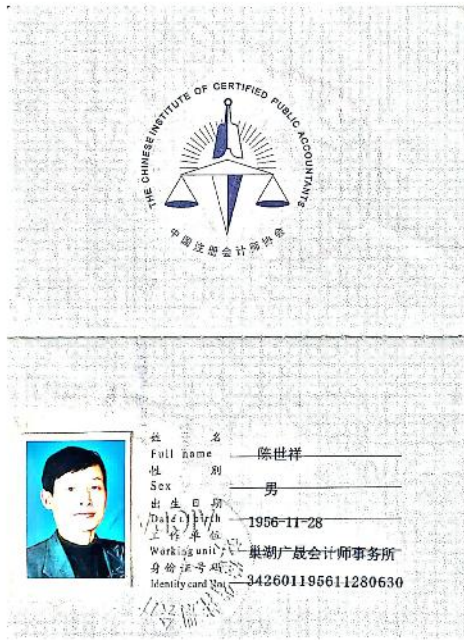 THE CHINESE INSTITUTE OF CERTIFIED PUBLIC ACCOUNTANTS
中国注册会计师协会
姓 名
Full name 陈世祥
性 别
Sex 男
出生日期
Date of birth 1956-11-28
工作单位
Working unit 巢湖广晟会计师事务所
身份证号码
Identity card No. 342601195611280630